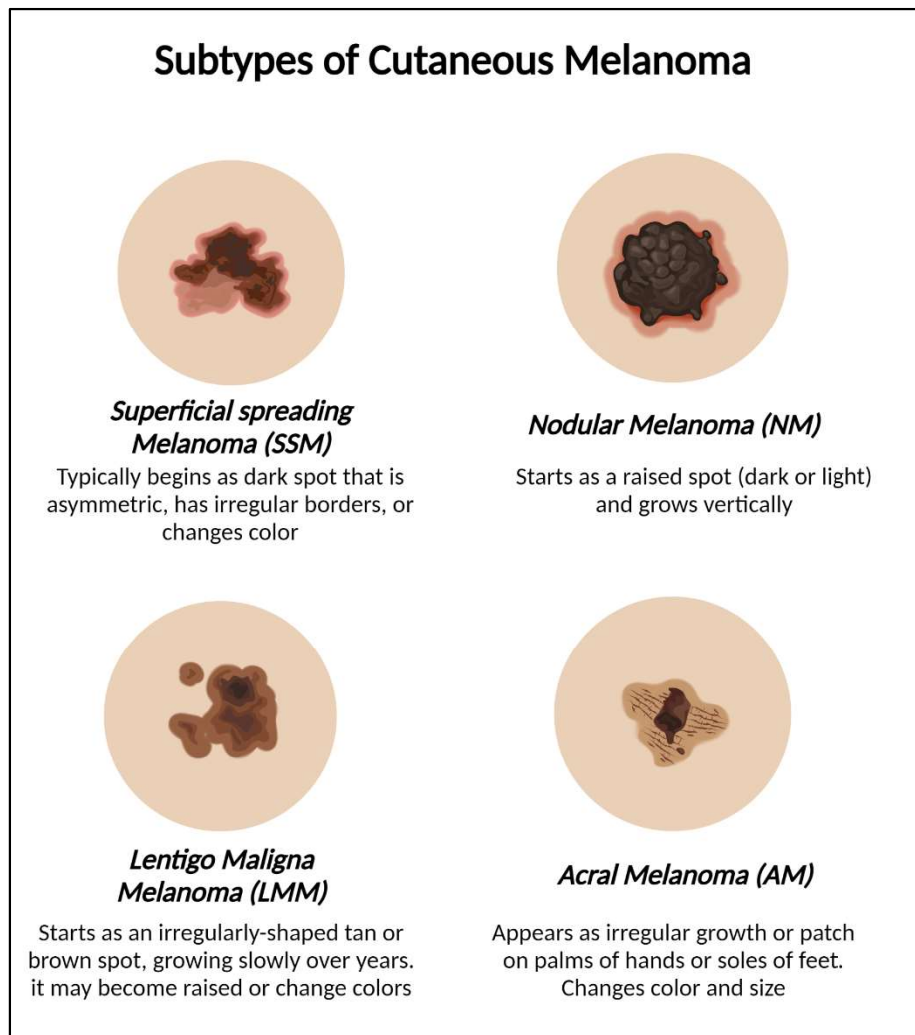 Subtypes of Cutaneous Melanoma
Superficial spreading
Melanoma (SSM)
Typically begins as dark spot that is
asymmetric, has irregular borders, or
changes color
Nodular Melanoma (NM)
Starts as a raised spot (dark or light)
and grows vertically
Lentigo Maligna
Melanoma (LMM)
Starts as an irregularly-shaped tan or
brown spot, growing slowly over years.
it may become raised or change colors
Acral Melanoma (AM)
Appears as irregular growth or patch
on palms of hands or soles of feet.
Changes color and size